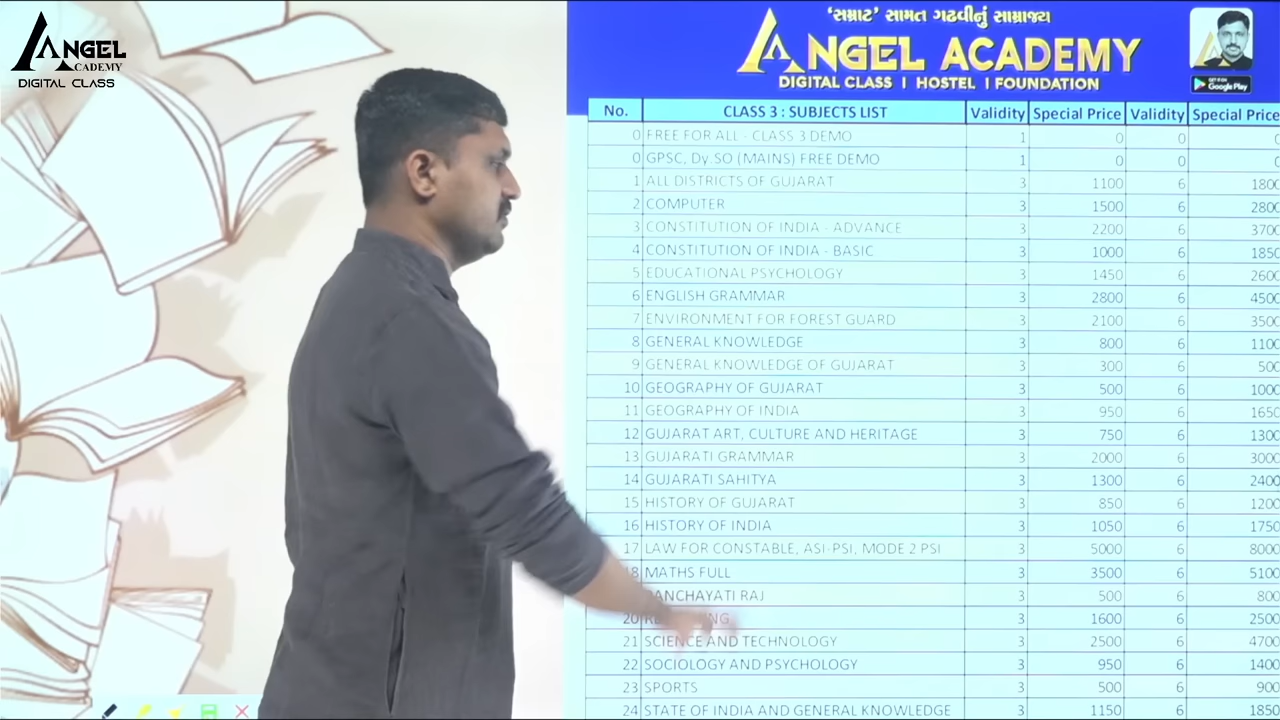 ANGEL
ACADEMY
DIGITAL CLASS
‘સમ્રાટ’ સામત ગઢવીનું સામ્રાજ્ય
ANGEL ACADEMY
DIGITAL CLASS | HOSTEL | FOUNDATION
GET IT ON
Google Play
No. CLASS 3 : SUBJECTS LIST Validity Special Price Validity Special Price
0 FREE FOR ALL - CLASS 3 DEMO 1 0 0 0
0 GPSC, Dy.SO (MAINS) FREE DEMO 1 0 0 0
1 ALL DISTRICTS OF GUJARAT 3 1100 6 1800
2 COMPUTER 3 1500 6 2800
3 CONSTITUTION OF INDIA - ADVANCE 3 2200 6 3700
4 CONSTITUTION OF INDIA - BASIC 3 1000 6 1850
5 EDUCATIONAL PSYCHOLOGY 3 1450 6 2600
6 ENGLISH GRAMMAR 3 2800 6 4500
7 ENVIRONMENT FOR FOREST GUARD 3 2100 6 3500
8 GENERAL KNOWLEDGE 3 800 6 1100
9 GENERAL KNOWLEDGE OF GUJARAT 3 300 6 500
10 GEOGRAPHY OF GUJARAT 3 500 6 1000
11 GEOGRAPHY OF INDIA 3 950 6 1650
12 GUJARAT ART, CULTURE AND HERITAGE 3 750 6 1300
13 GUJARATI GRAMMAR 3 2000 6 3000
14 GUJARATI SAHITYA 3 1300 6 2400
15 HISTORY OF GUJARAT 3 850 6 1200
16 HISTORY OF INDIA 3 1050 6 1750
17 LAW FOR CONSTABLE, ASI-PSI, MODE 2 PSI 3 5000 6 8000
MATHS FULL 3 3500 6 5100
RAJ 3 500 6 800
20 3 1600 6 2500
21 SCIENCE AND TECHNOLOGY 3 2500 6 4700
22 SOCIOLOGY AND PSYCHOLOGY 3 950 6 1400
23 SPORTS 3 500 6 900
24 STATE OF INDIA AND GENERAL KNOWLEDGE 3 1150 6 1850